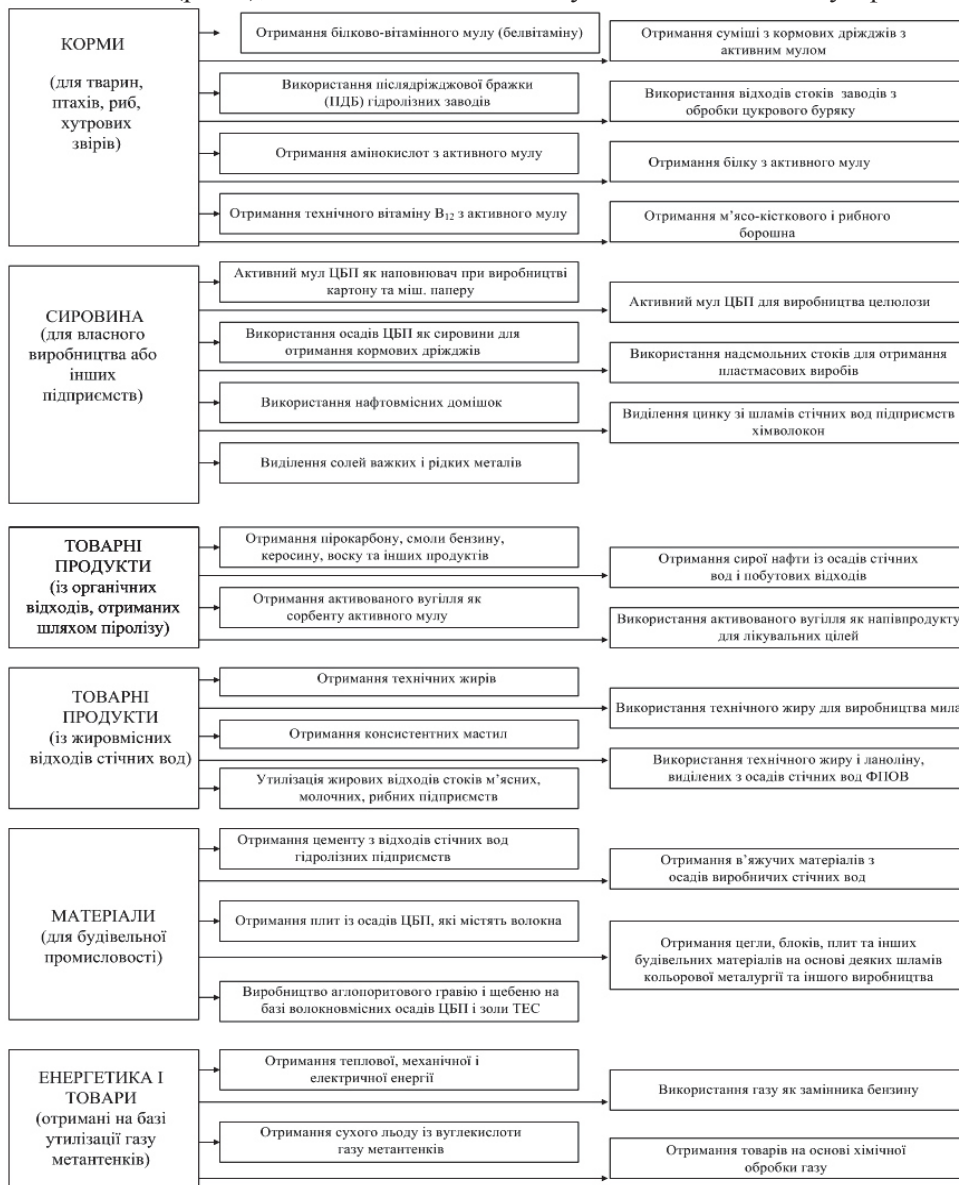 КОРМИ
(для тварин,
птахів, риб,
хутрових
звірів)
Отримання білково-вітамінного мулу (белвітаміну)
Отримання суміші з кормових дріжджів з
активним мулом
Використання післядріжджової бражки
(ПДБ) гідролізних заводів
Використання відходів стоків заводів з
обробки цукрового буряку
Отримання амінокислот з активного мулу
Отримання білку з активного мулу
Отримання технічного вітаміну В12 з активного мулу
Отримання м’ясо-кісткового і рибного
борошна
СИРОВИНА
(для власного
виробництва або
інших
підприємств)
Активний мул ЦБП як наповнювач при виробництві
картону та міш. паперу
Активний мул ЦБП для виробництва целюлози
Використання осадів ЦБП як сировини для
отримання кормових дріжджів
Використання надсмольних стоків для отримання
пластмасових виробів
Використання нафтовмісних домішок
Виділення цинку зі шламів стічних вод підприємств
хімволокон
Виділення солей важких і рідких металів
ТОВАРНІ
ПРОДУКТИ
(із органічних
відходів, отриманих
шляхом піролізу)
Отримання пірокарбону, смоли бензину,
керосину, воску та інших продуктів
Отримання сирої нафти із осадів стічних
вод і побутових відходів
Отримання активованого вугілля як
сорбенту активного мулу
Використання активованого вугілля як напівпродукту
для лікувальних цілей
ТОВАРНІ
ПРОДУКТИ
(із жировмісних
відходів стічних вод)
Отримання технічних жирів
Використання технічного жиру для виробництва мила
Отримання консистентних мастил
Використання технічного жиру і ланоліну,
виділених з осадів стічних вод ФПОВ
Утилізація жирових відходів стоків м’ясних,
молочних, рибних підприємств
МАТЕРІАЛИ
(для будівельної
промисловості)
Отримання цементу з відходів стічних вод
гідролізних підприємств
Отримання в’яжучих матеріалів з
осадів виробничих стічних вод
Отримання плит із осадів ЦБП, які містять волокна
Отримання цегли, блоків, плит та інших
будівельних матеріалів на основі деяких шламів
кольорової металургії та іншого виробництва
Виробництво аглопоритового гравію і щебеню на
базі волокновмісних осадів ЦБП і золи ТЕС
ЕНЕРГЕТИКА І
ТОВАРИ
(отримані на базі
утилізації газу
метантенків)
Отримання теплової, механічної і
електричної енергії
Використання газу як замінника бензину
Отримання сухого льоду із вуглекислоти
газу метантенків
Отримання товарів на основі хімічної
обробки газу